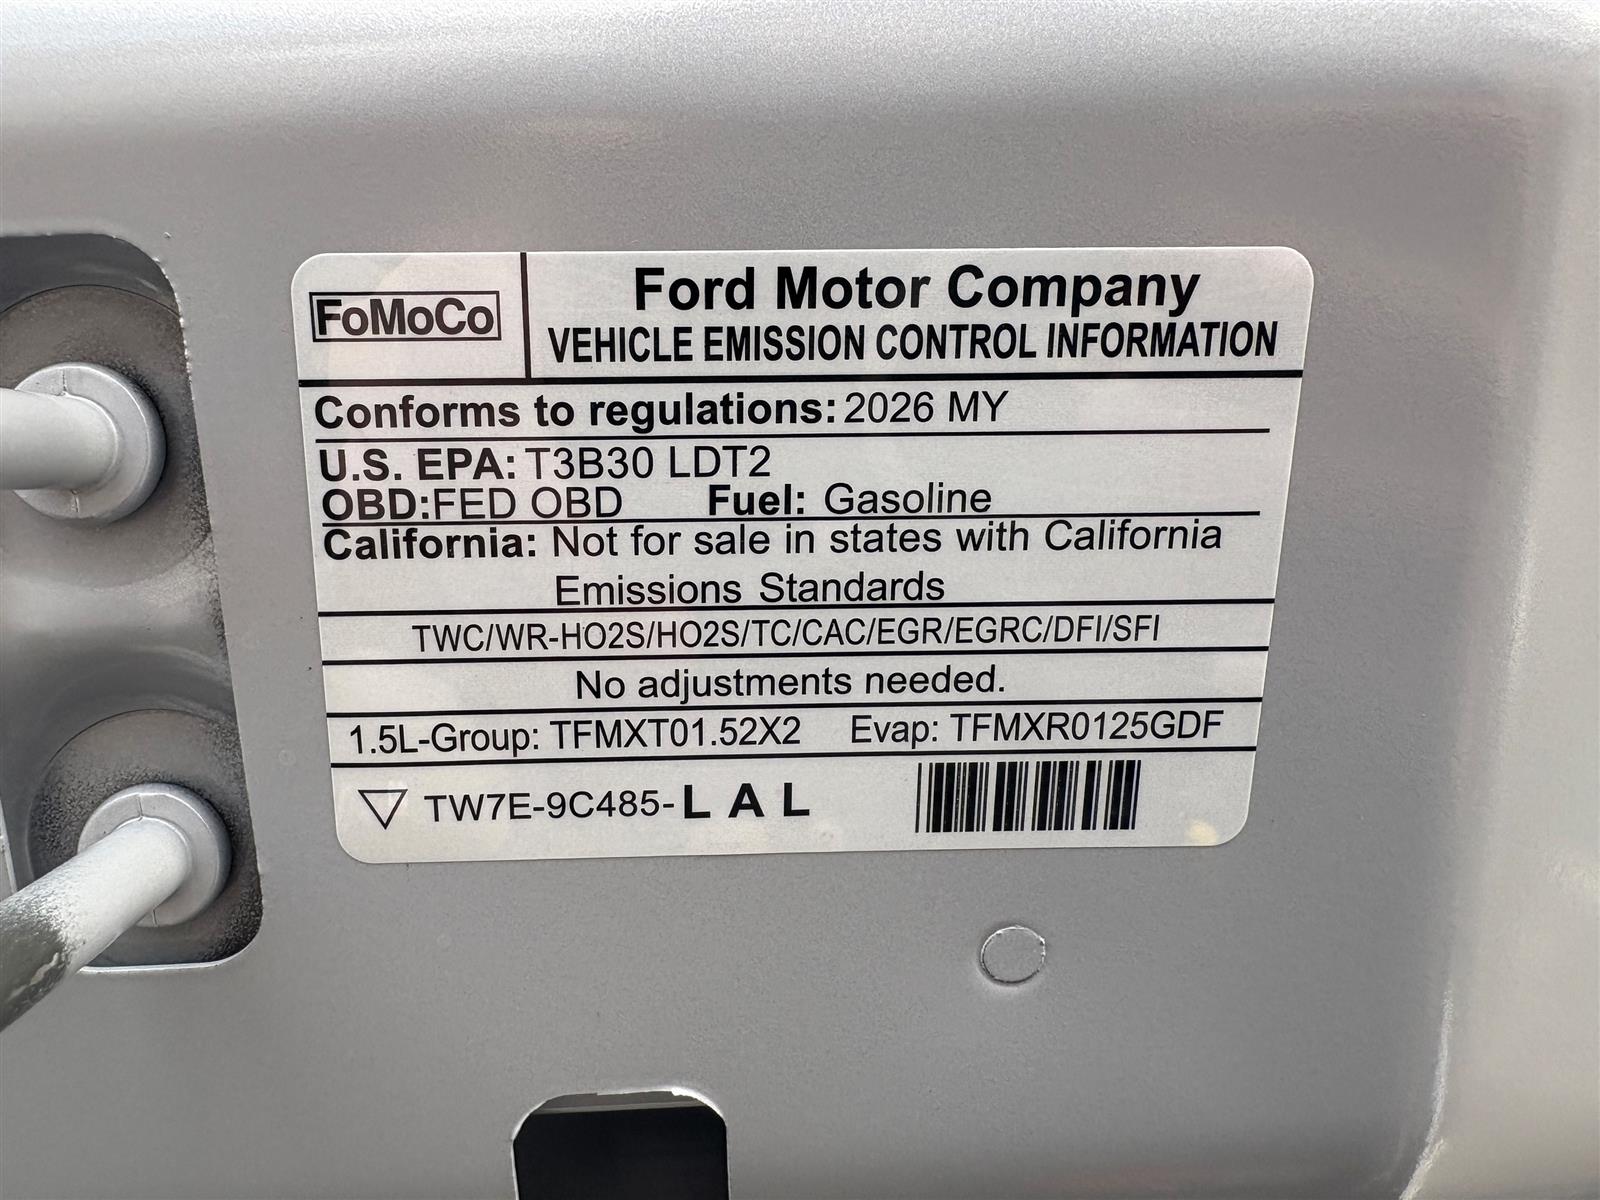 FoMoCo
Ford Motor Company
VEHICLE EMISSION CONTROL INFORMATION
Conforms to regulations: 2026 MY
U.S. EPA: T3B30 LDT2
OBD:FED OBD Fuel: Gasoline
California: Not for sale in states with California
Emissions Standards
TWC/WR-HO2S/HO2S/TC/CAC/EGR/EGRC/DFI/SFI
No adjustments needed.
1.5L-Group: TFMXT01.52X2 Evap: TFMXR0125GDF
TW7E-9C485-LAL